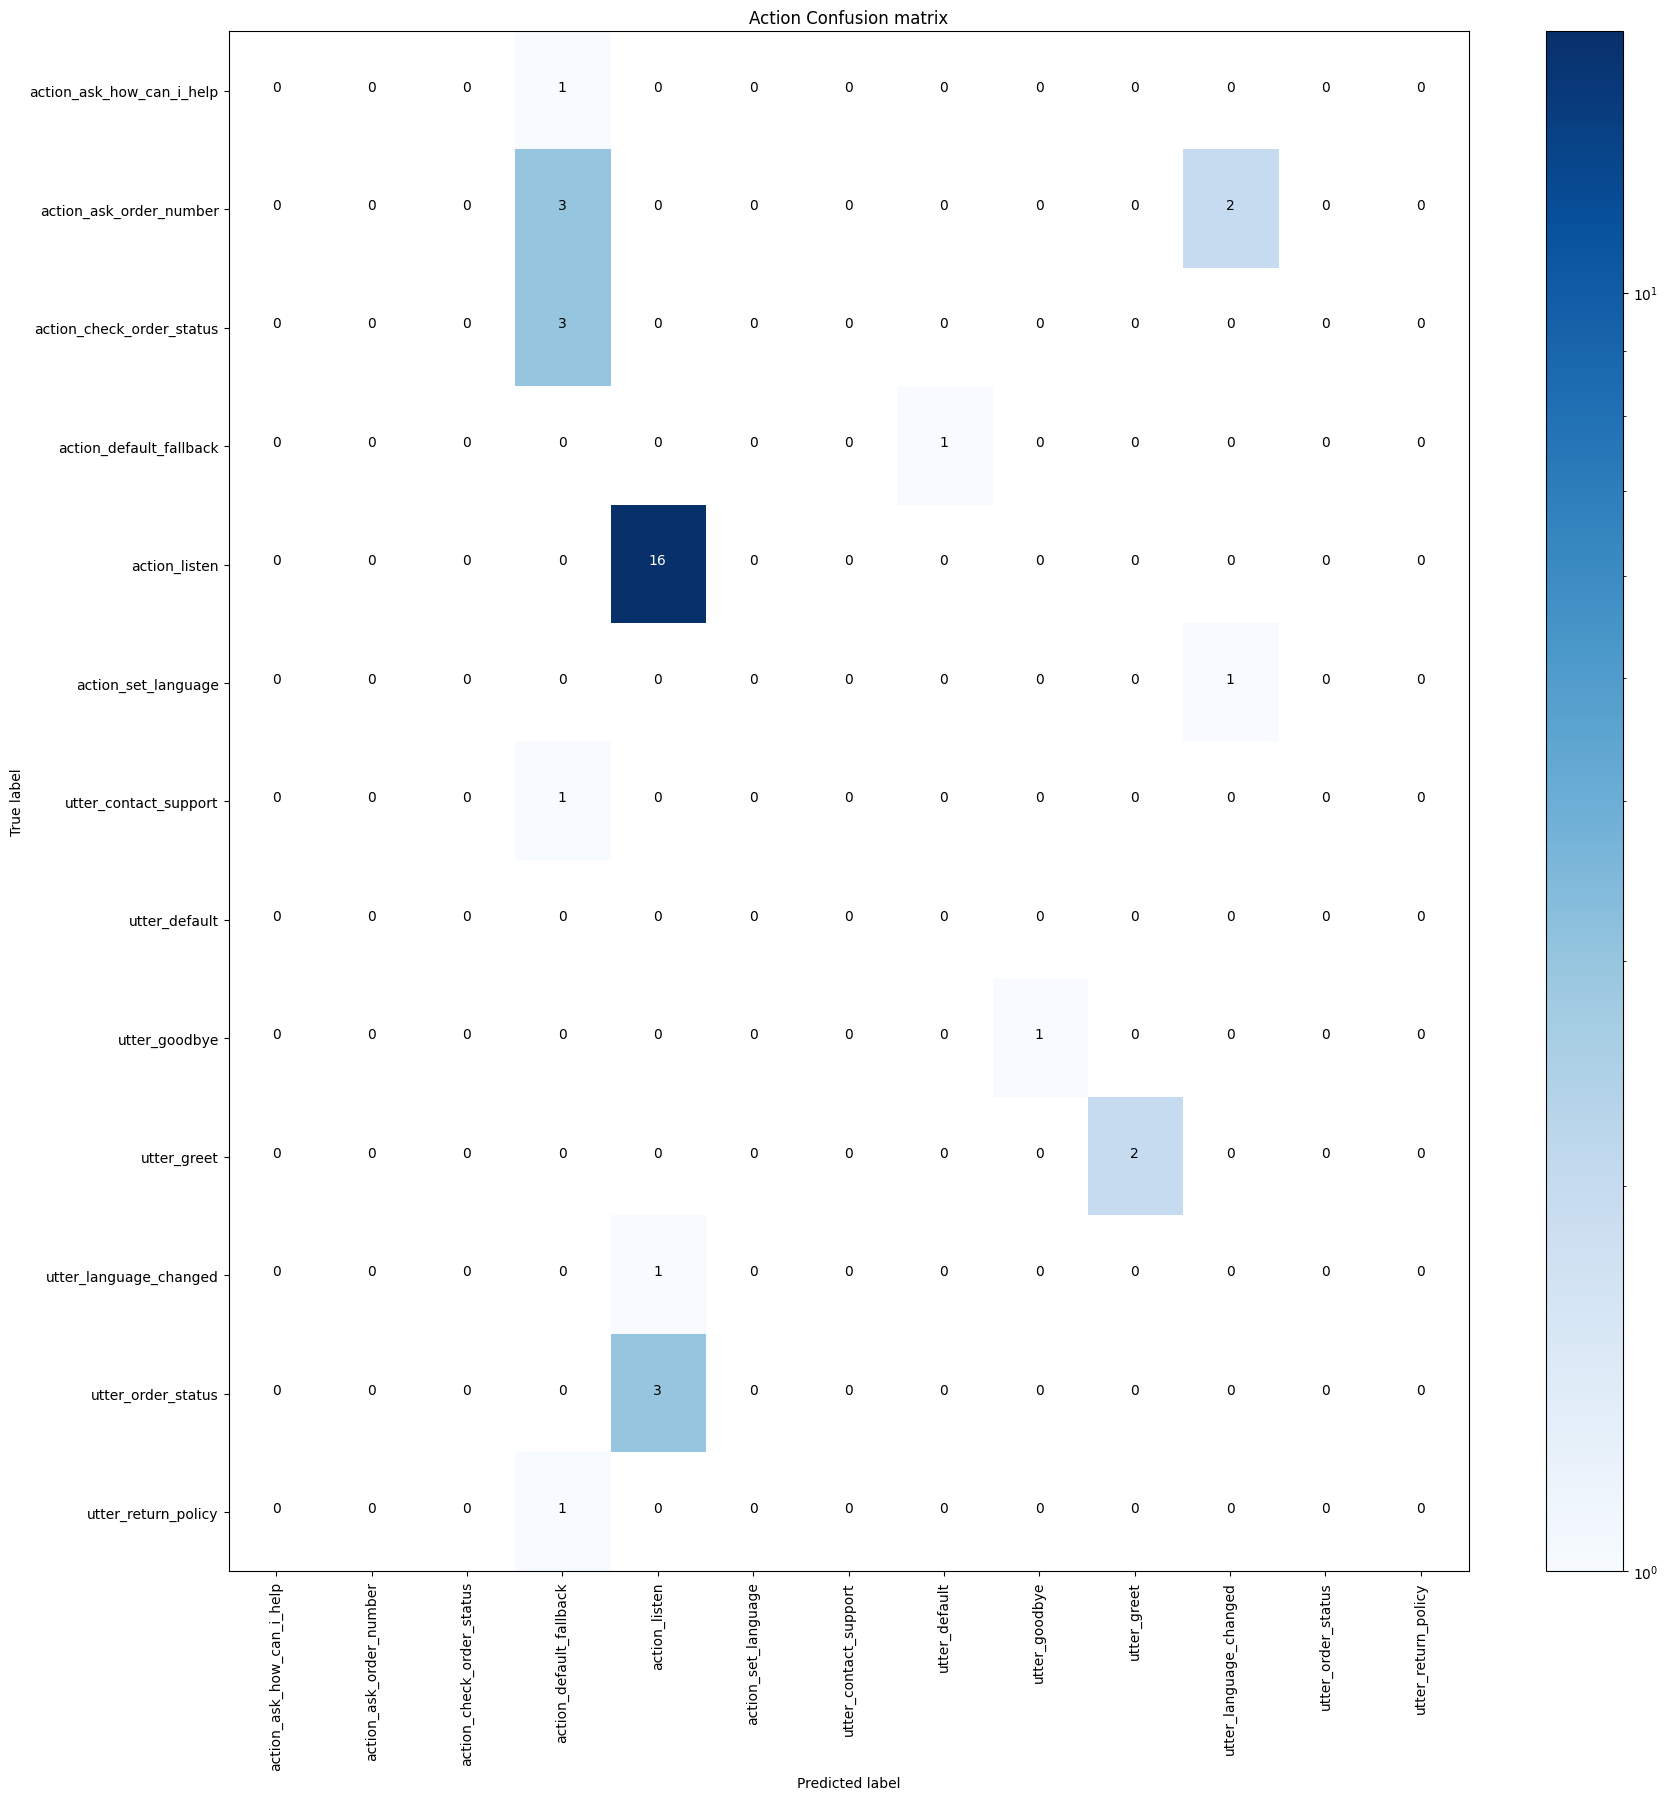 Action Confusion matrix
action_ask_how_can_i_help 0 0 0 1 0 0 0 0 0 0 0 0 0
action_ask_order_number 0 0 0 3 0 0 0 0 0 0 2 0 0
action_check_order_status 0 0 0 3 0 0 0 0 0 0 0 0 0
action_default_fallback 0 0 0 0 0 0 0 1 0 0 0 0 0
action_listen 0 0 0 0 16 0 0 0 0 0 0 0 0
action_set_language 0 0 0 0 0 0 0 0 0 0 1 0 0
utter_contact_support 0 0 0 1 0 0 0 0 0 0 0 0 0
utter_default 0 0 0 0 0 0 0 0 0 0 0 0 0
utter_goodbye 0 0 0 0 0 0 0 0 1 0 0 0 0
utter_greet 0 0 0 0 0 0 0 0 0 2 0 0 0
utter_language_changed 0 0 0 0 1 0 0 0 0 0 0 0 0
utter_order_status 0 0 0 0 3 0 0 0 0 0 0 0 0
utter_return_policy 0 0 0 1 0 0 0 0 0 0 0 0 0
True label
action_ask_how_can_i_help
action_ask_order_number
action_check_order_status
action_default_fallback
action_listen
action_set_language
utter_contact_support
utter_default
utter_goodbye
utter_greet
utter_language_changed
utter_order_status
utter_return_policy
Predicted label
10¹
10⁰